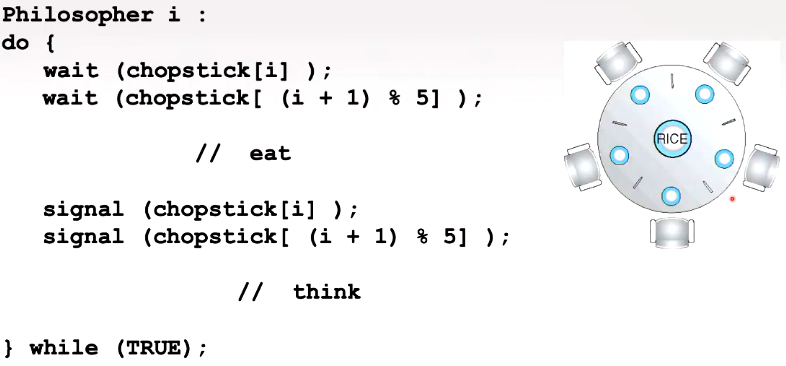 Philosopher i :
do {
wait (chopstick[i] );
wait (chopstick[ (i + 1) % 5] );
// eat
signal (chopstick[i] );
signal (chopstick[ (i + 1) % 5] );
// think
} while (TRUE);
RICE